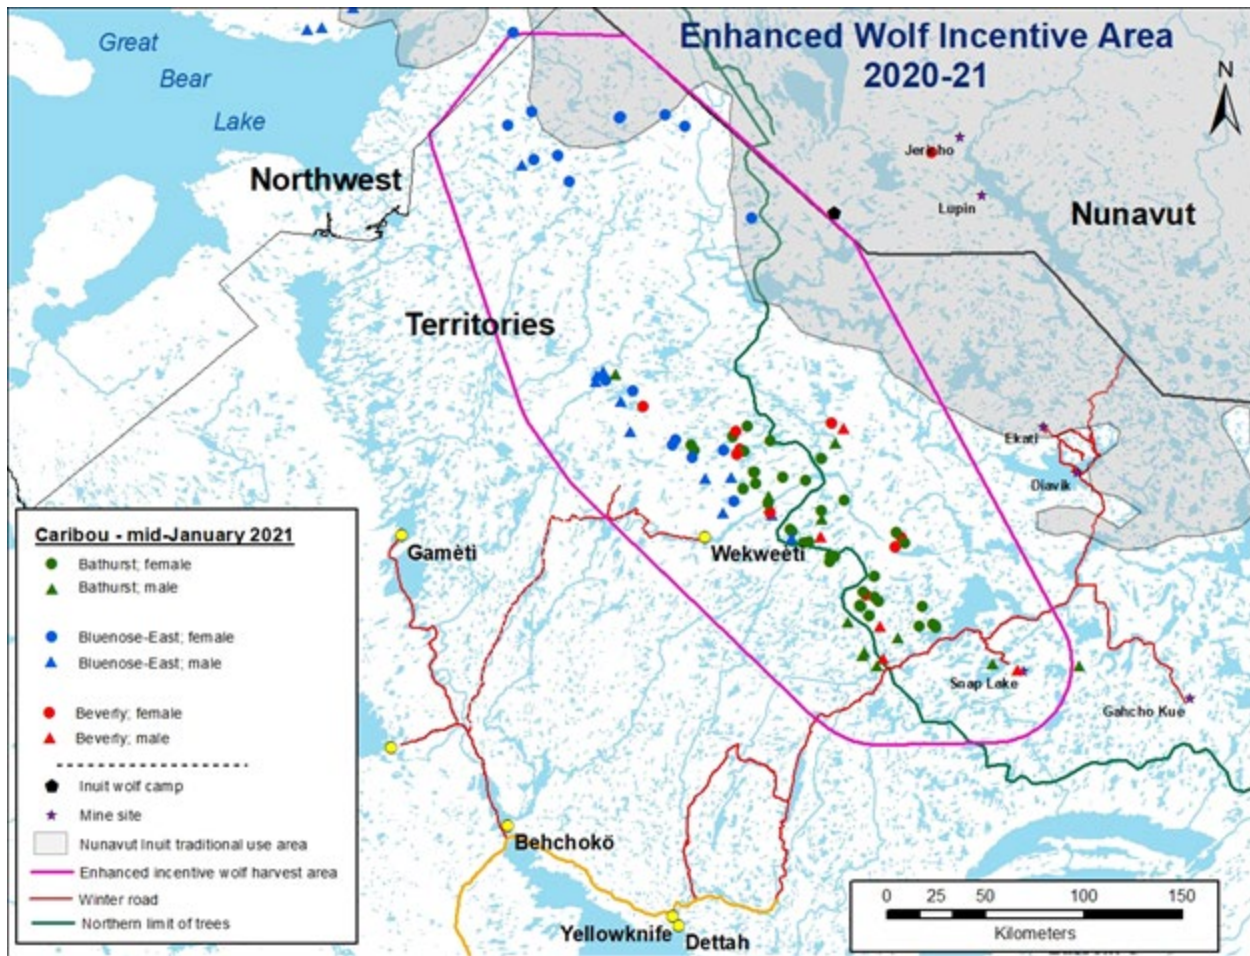 Great
Bear
Lake
Enhanced Wolf Incentive Area
2020-21
N
Northwest
Jericho
Lupin
Nunavut
Territories
Ekati
Diavik
Gamètì
Wekweètì
Snap Lake
Gahcho Kue
Behchokö
Yellowknife
Dettah
Caribou - mid-January 2021
Bathurst; female
Bathurst; male
Bluenose-East; female
Bluenose-East; male
Beverly; female
Beverly; male
Inuit wolf camp
Mine site
Nunavut Inuit traditional use area
Enhanced incentive wolf harvest area
Winter road
Northern limit of trees
0 25 50 100 150
Kilometers